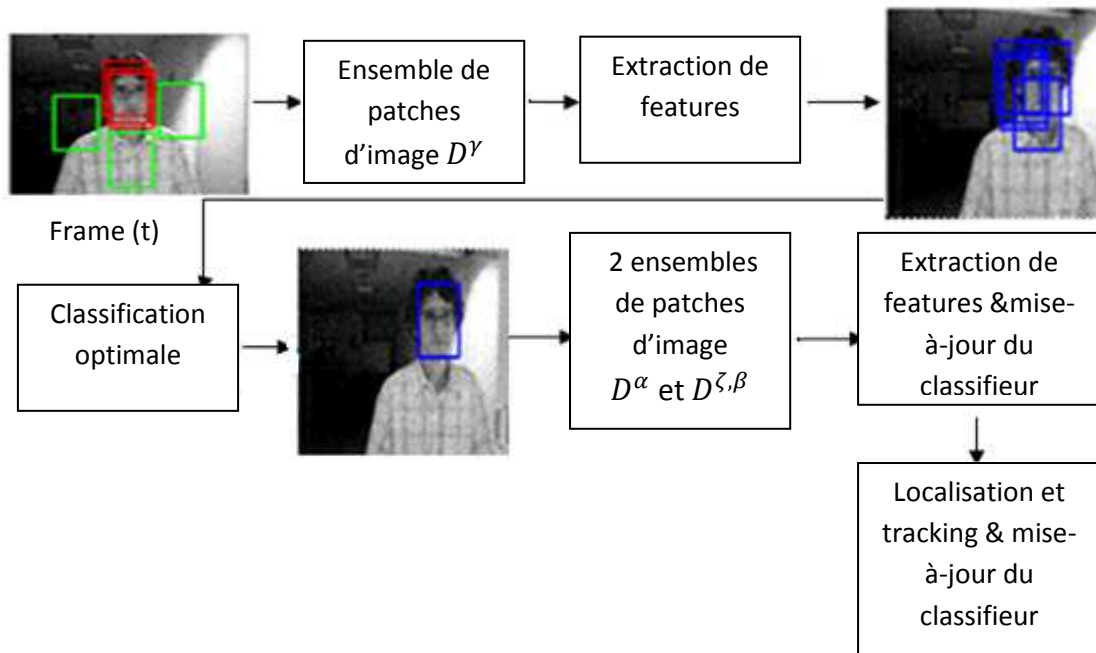 Ensemble de
patches
d'image D^γ
Extraction de
features
Frame (t)
Classification
optimale
2 ensembles
de patches
d'image
D^α et D^ζ,β
Extraction de
features &mise-
à-jour du
classifieur
Localisation et
tracking & mise-
à-jour du
classifieur